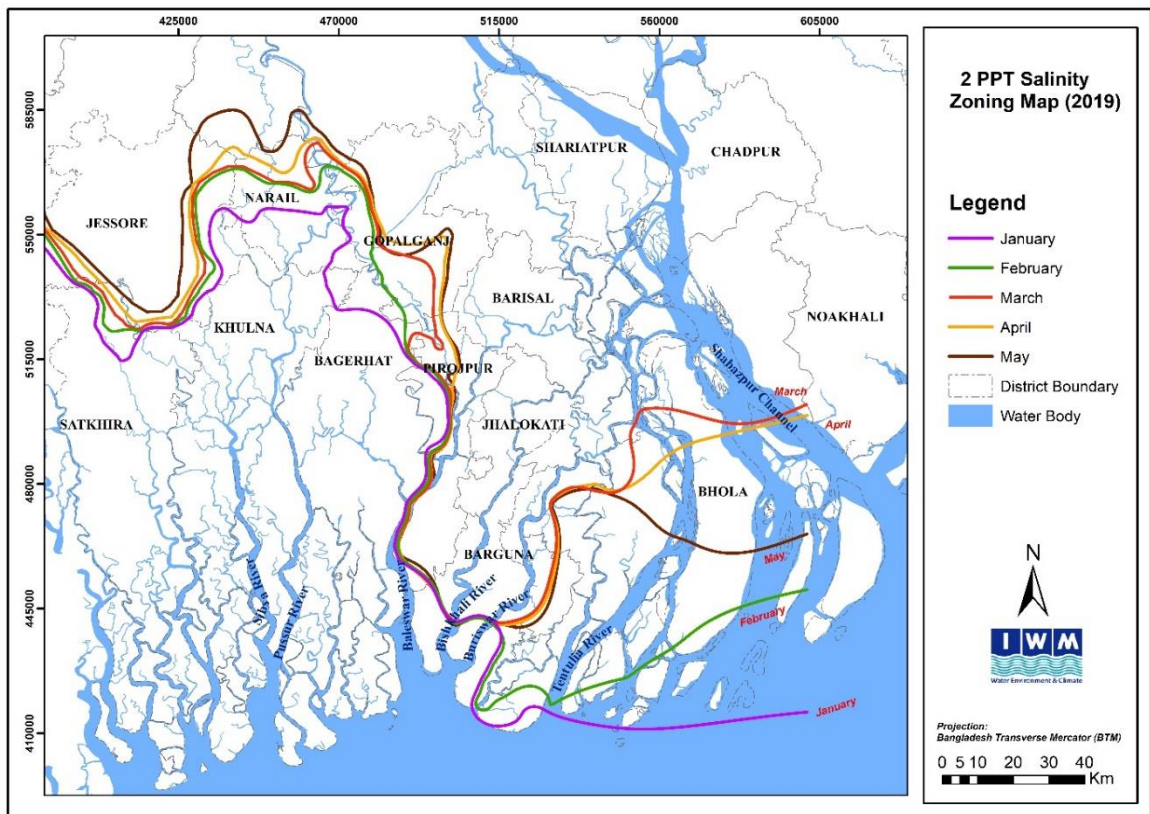 425000 470000 515000 560000 605000
585000
550000
515000
480000
445000
410000
SHARIATPUR
CHADPUR
NARAIL
JESSORE
GOPALGANJ
BARISAL
NOAKHALI
KHULNA
BAGERHAT
PIROJPUR
Shahbazpur Channel
March
April
SATKHIRA
JHALOKATI
BHOLA
BARGUNA
May
Sibsa River
Pussur River
Baleswar River
Bishkhali River
Buriswar River
Tentulia River
February
January
2 PPT Salinity
Zoning Map (2019)
Legend
January
February
March
April
May
District Boundary
Water Body
N
IWM
Water Environment & Climate
Projection:
Bangladesh Transverse Mercator (BTM)
0 5 10 20 30 40
Km